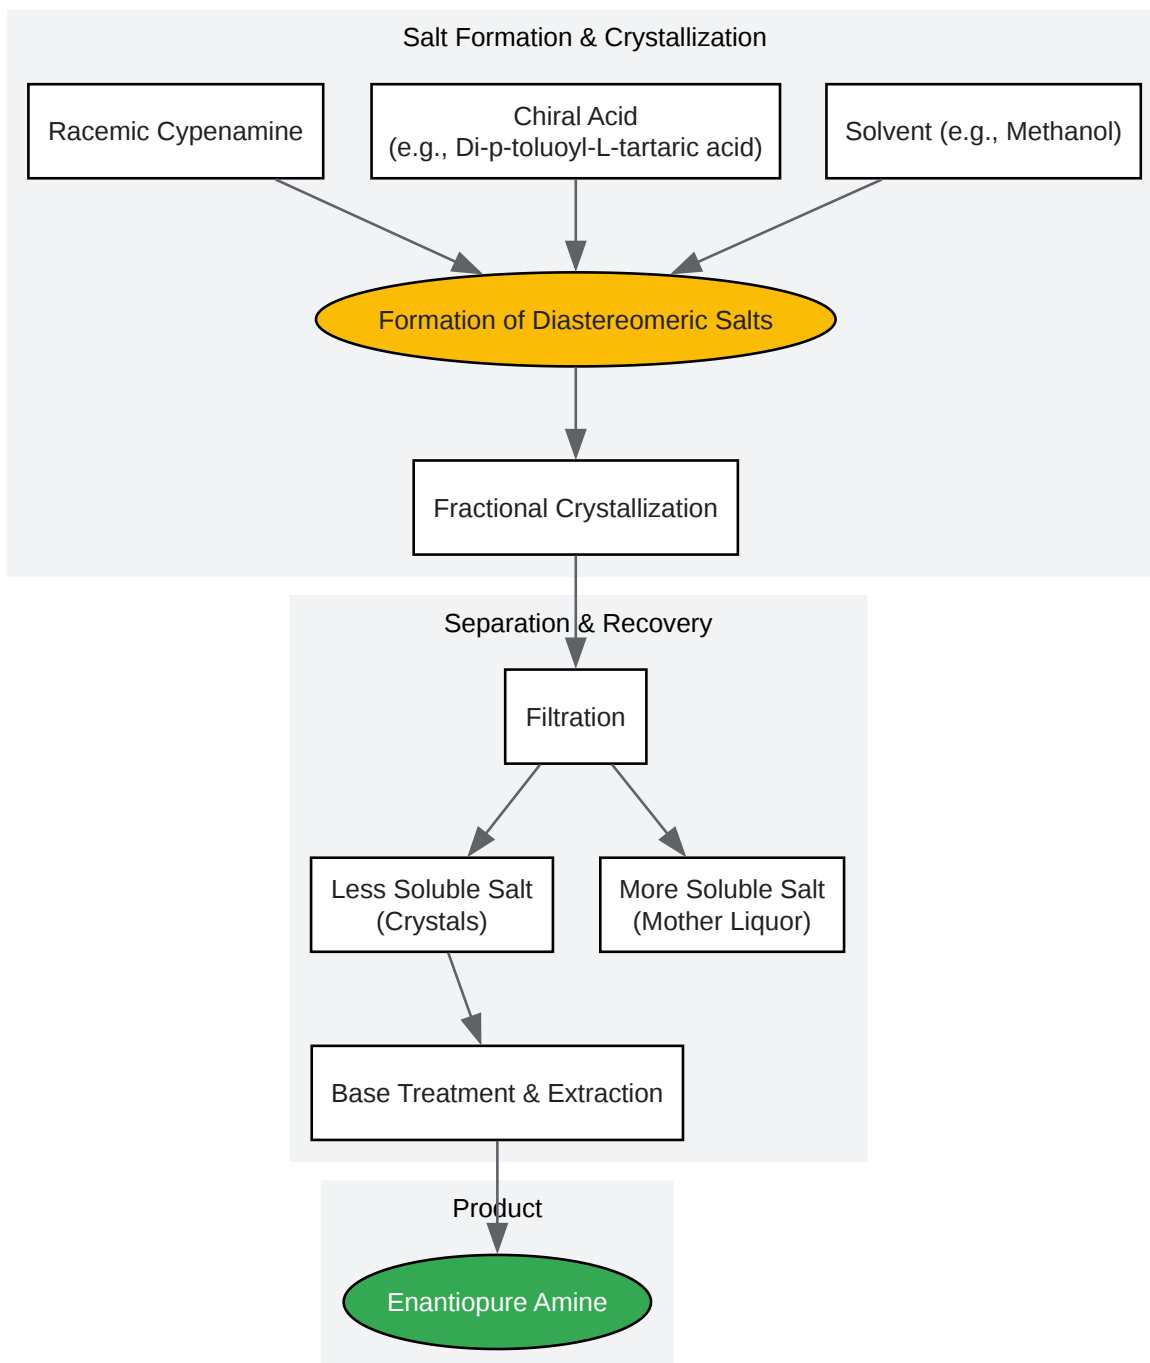 Salt Formation & Crystallization
Racemic Cypenamine
Chiral Acid
(e.g., Di-p-toluoyl-L-tartaric acid)
Solvent (e.g., Methanol)
Formation of Diastereomeric Salts
Fractional Crystallization
Separation & Recovery
Filtration
Less Soluble Salt
(Crystals)
More Soluble Salt
(Mother Liquor)
Base Treatment & Extraction
Product
Enantiopure Amine